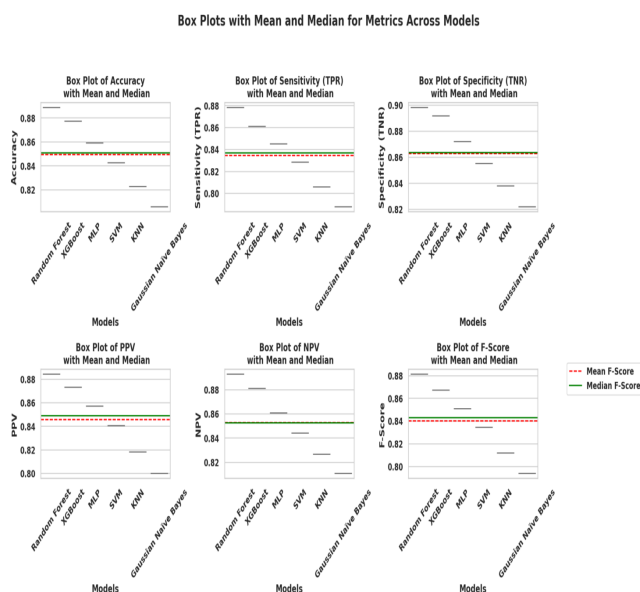 Box Plots with Mean and Median for Metrics Across Models
Box Plot of Accuracy
with Mean and Median
Accuracy
0.88
0.86
0.84
0.82
Random Forest
XGBoost
MLP
SVM
KNN
Gaussian Naive Bayes
Models
Box Plot of Sensitivity (TPR)
with Mean and Median
Sensitivity (TPR)
0.88
0.86
0.84
0.82
0.80
Random Forest
XGBoost
MLP
SVM
KNN
Gaussian Naive Bayes
Models
Box Plot of Specificity (TNR)
with Mean and Median
Specificity (TNR)
0.90
0.88
0.86
0.84
0.82
Random Forest
XGBoost
MLP
SVM
KNN
Gaussian Naive Bayes
Models
Box Plot of PPV
with Mean and Median
PPV
0.88
0.86
0.84
0.82
0.80
Random Forest
XGBoost
MLP
SVM
KNN
Gaussian Naive Bayes
Models
Box Plot of NPV
with Mean and Median
NPV
0.88
0.86
0.84
0.82
Random Forest
XGBoost
MLP
SVM
KNN
Gaussian Naive Bayes
Models
Box Plot of F-Score
with Mean and Median
F-Score
0.88
0.86
0.84
0.82
0.80
Random Forest
XGBoost
MLP
SVM
KNN
Gaussian Naive Bayes
Models
Mean F-Score
Median F-Score